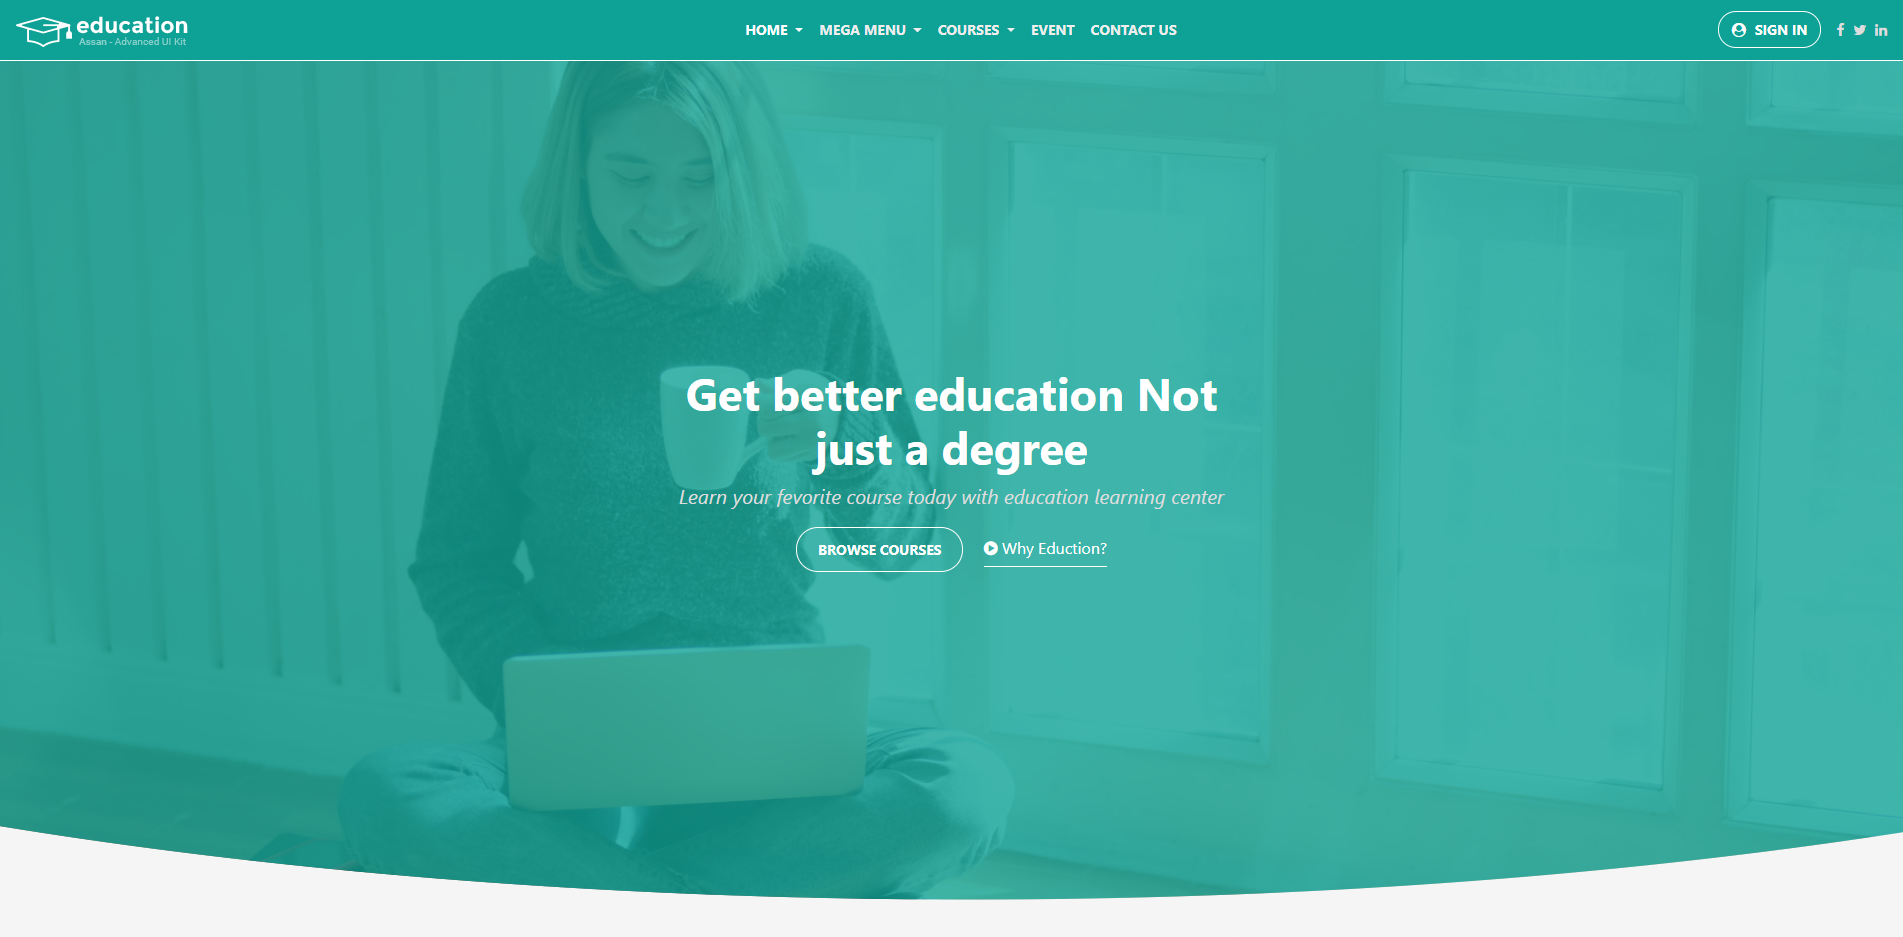 education
Assan - Advanced UI Kit
HOME
MEGA MENU
COURSES
EVENT
CONTACT US
SIGN IN
Get better education Not
just a degree
Learn your fevorite course today with education learning center
BROWSE COURSES
Why Eduction?